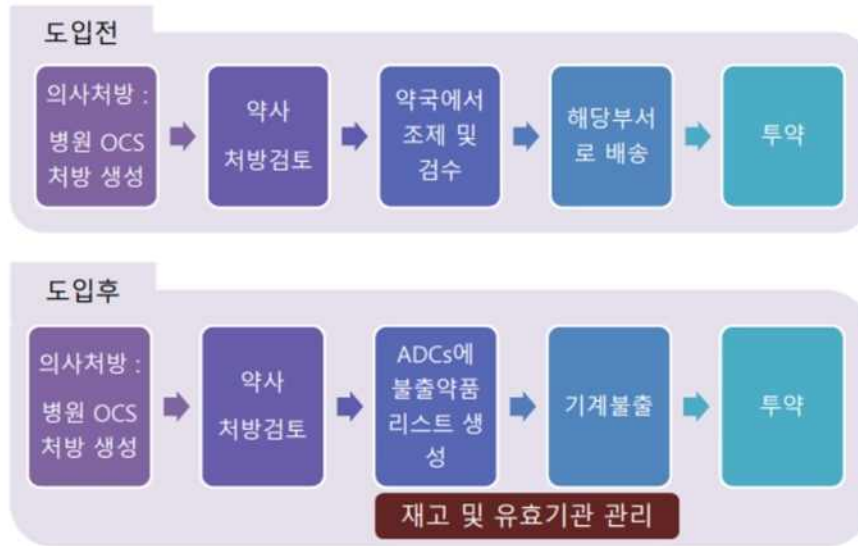 도입전
의사처방 :
병원 OCS
처방 생성
약사
처방검토
약국에서
조제 및
검수
해당부서
로 배송
투약
도입후
의사처방 :
병원 OCS
처방 생성
약사
처방검토
ADCs에
불출약품
리스트 생
성
기계불출
투약
재고 및 유효기관 관리